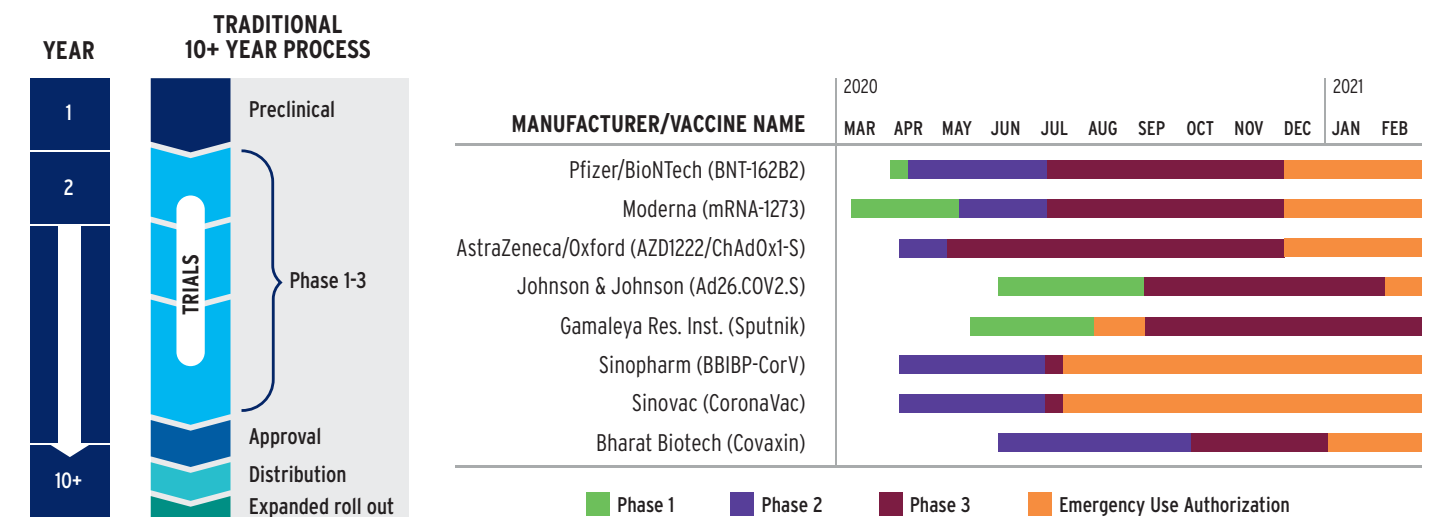 YEAR
1
2
10+
TRADITIONAL
10+ YEAR PROCESS
TRIALS
Preclinical
Phase 1-3
Approval
Distribution
Expanded roll out
2020 2021
MANUFACTURER/VACCINE NAME MAR APR MAY JUN JUL AUG SEP OCT NOV DEC JAN FEB
Pfizer/BioNTech (BNT-162B2)
Moderna (mRNA-1273)
AstraZeneca/Oxford (AZD1222/ChAdOx1-S)
Johnson & Johnson (Ad26.COV2.S)
Gamaleya Res. Inst. (Sputnik)
Sinopharm (BBIBP-CorV)
Sinovac (CoronaVac)
Bharat Biotech (Covaxin)
Phase 1 Phase 2 Phase 3 Emergency Use Authorization